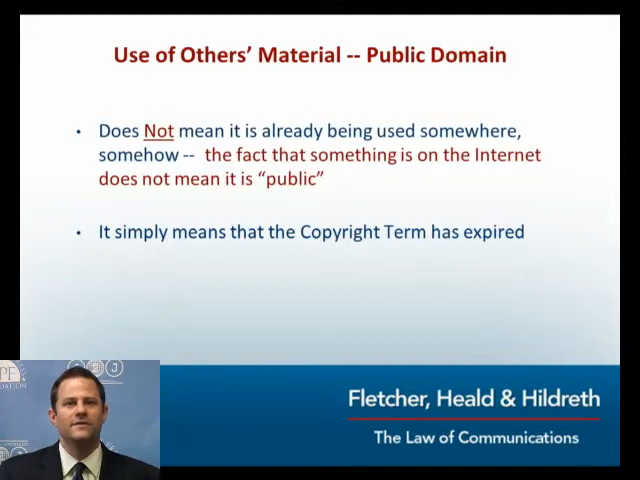 Use of Others’ Material -- Public Domain
• Does Not mean it is already being used somewhere,
somehow -- the fact that something is on the Internet
does not mean it is “public”
• It simply means that the Copyright Term has expired
Fletcher, Heald & Hildreth
The Law of Communications